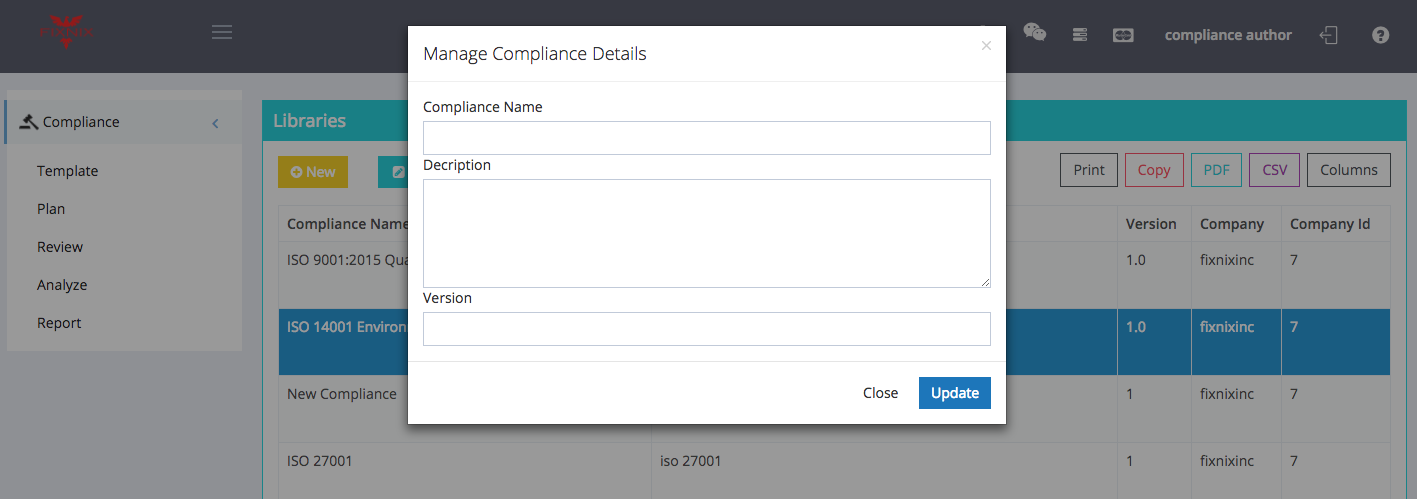 compliance author
Manage Compliance Details
×
Compliance Name
Decription
Version
Close
Update
Compliance
Template
Plan
Review
Analyze
Report
Libraries
New
Print
Copy
PDF
CSV
Columns
Compliance Name Version Company Company Id
ISO 9001:2015 1.0 fixnixinc 7
ISO 14001 1.0 fixnixinc 7
New Compliance 1 fixnixinc 7
ISO 27001 iso 27001 1 fixnixinc 7